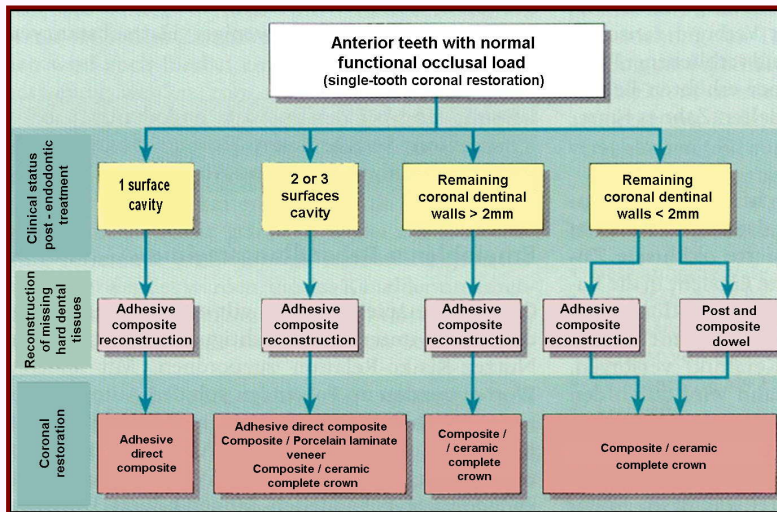 Anterior teeth with normal
functional occlusal load
(single-tooth coronal restoration)
Clinical status
post - endodontic
treatment
1 surface
cavity
2 or 3
surfaces
cavity
Remaining
coronal dentinal
walls > 2mm
Remaining
coronal dentinal
walls < 2mm
Reconstruction
of missing
hard dental
tissues
Adhesive
composite
reconstruction
Adhesive
composite
reconstruction
Adhesive
composite
reconstruction
Adhesive
composite
reconstruction
Post and
composite
dowel
Coronal
restoration
Adhesive
direct
composite
Adhesive direct composite
Composite / Porcelain laminate
veneer
Composite / ceramic
complete crown
Composite /
/ ceramic
complete
crown
Composite / ceramic
complete crown